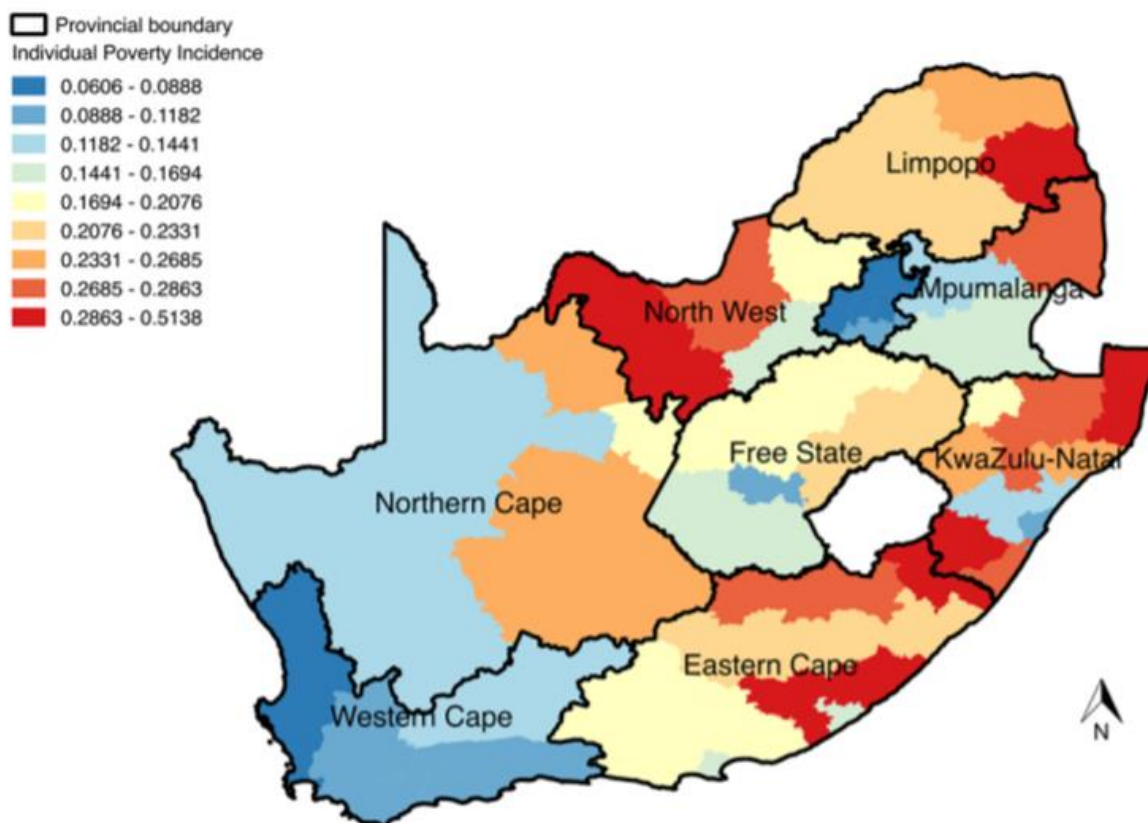 Provincial boundary
Individual Poverty Incidence
0.0606 - 0.0888
0.0888 - 0.1182
0.1182 - 0.1441
0.1441 - 0.1694
0.1694 - 0.2076
0.2076 - 0.2331
0.2331 - 0.2685
0.2685 - 0.2863
0.2863 - 0.5138
Limpopo
Mpumalanga
North West
Free State
KwaZulu-Natal
Northern Cape
Eastern Cape
Western Cape
N